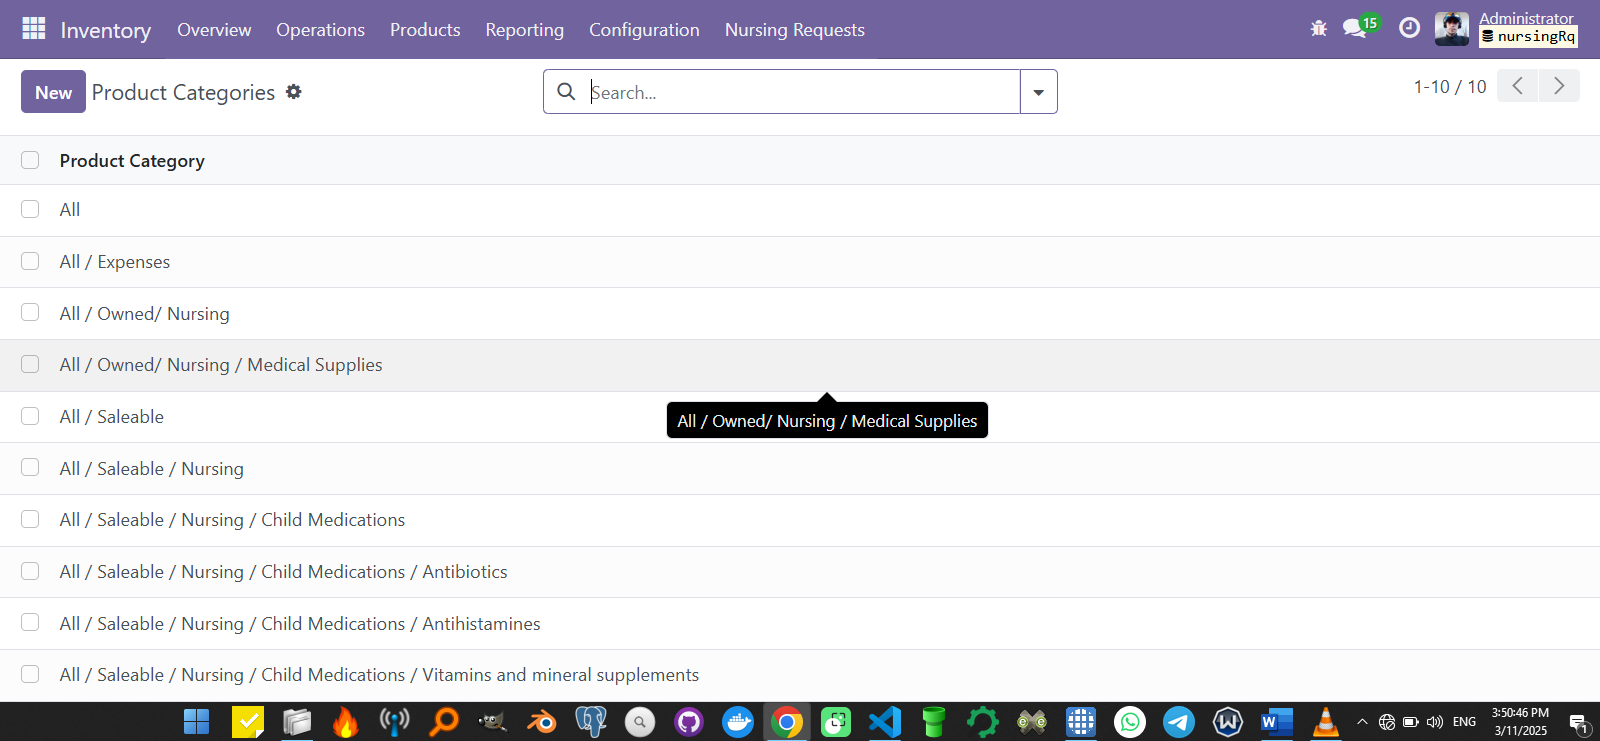 Inventory Overview Operations Products Reporting Configuration Nursing Requests 15 Administrator
nursingRq
New Product Categories Search... 1-10 / 10
Product Category
All
All / Expenses
All / Owned/ Nursing
All / Owned/ Nursing / Medical Supplies
All / Saleable
All / Owned/ Nursing / Medical Supplies
All / Saleable / Nursing
All / Saleable / Nursing / Child Medications
All / Saleable / Nursing / Child Medications / Antibiotics
All / Saleable / Nursing / Child Medications / Antihistamines
All / Saleable / Nursing / Child Medications / Vitamins and mineral supplements
ENG 3:50:46 PM
3/11/2025 1